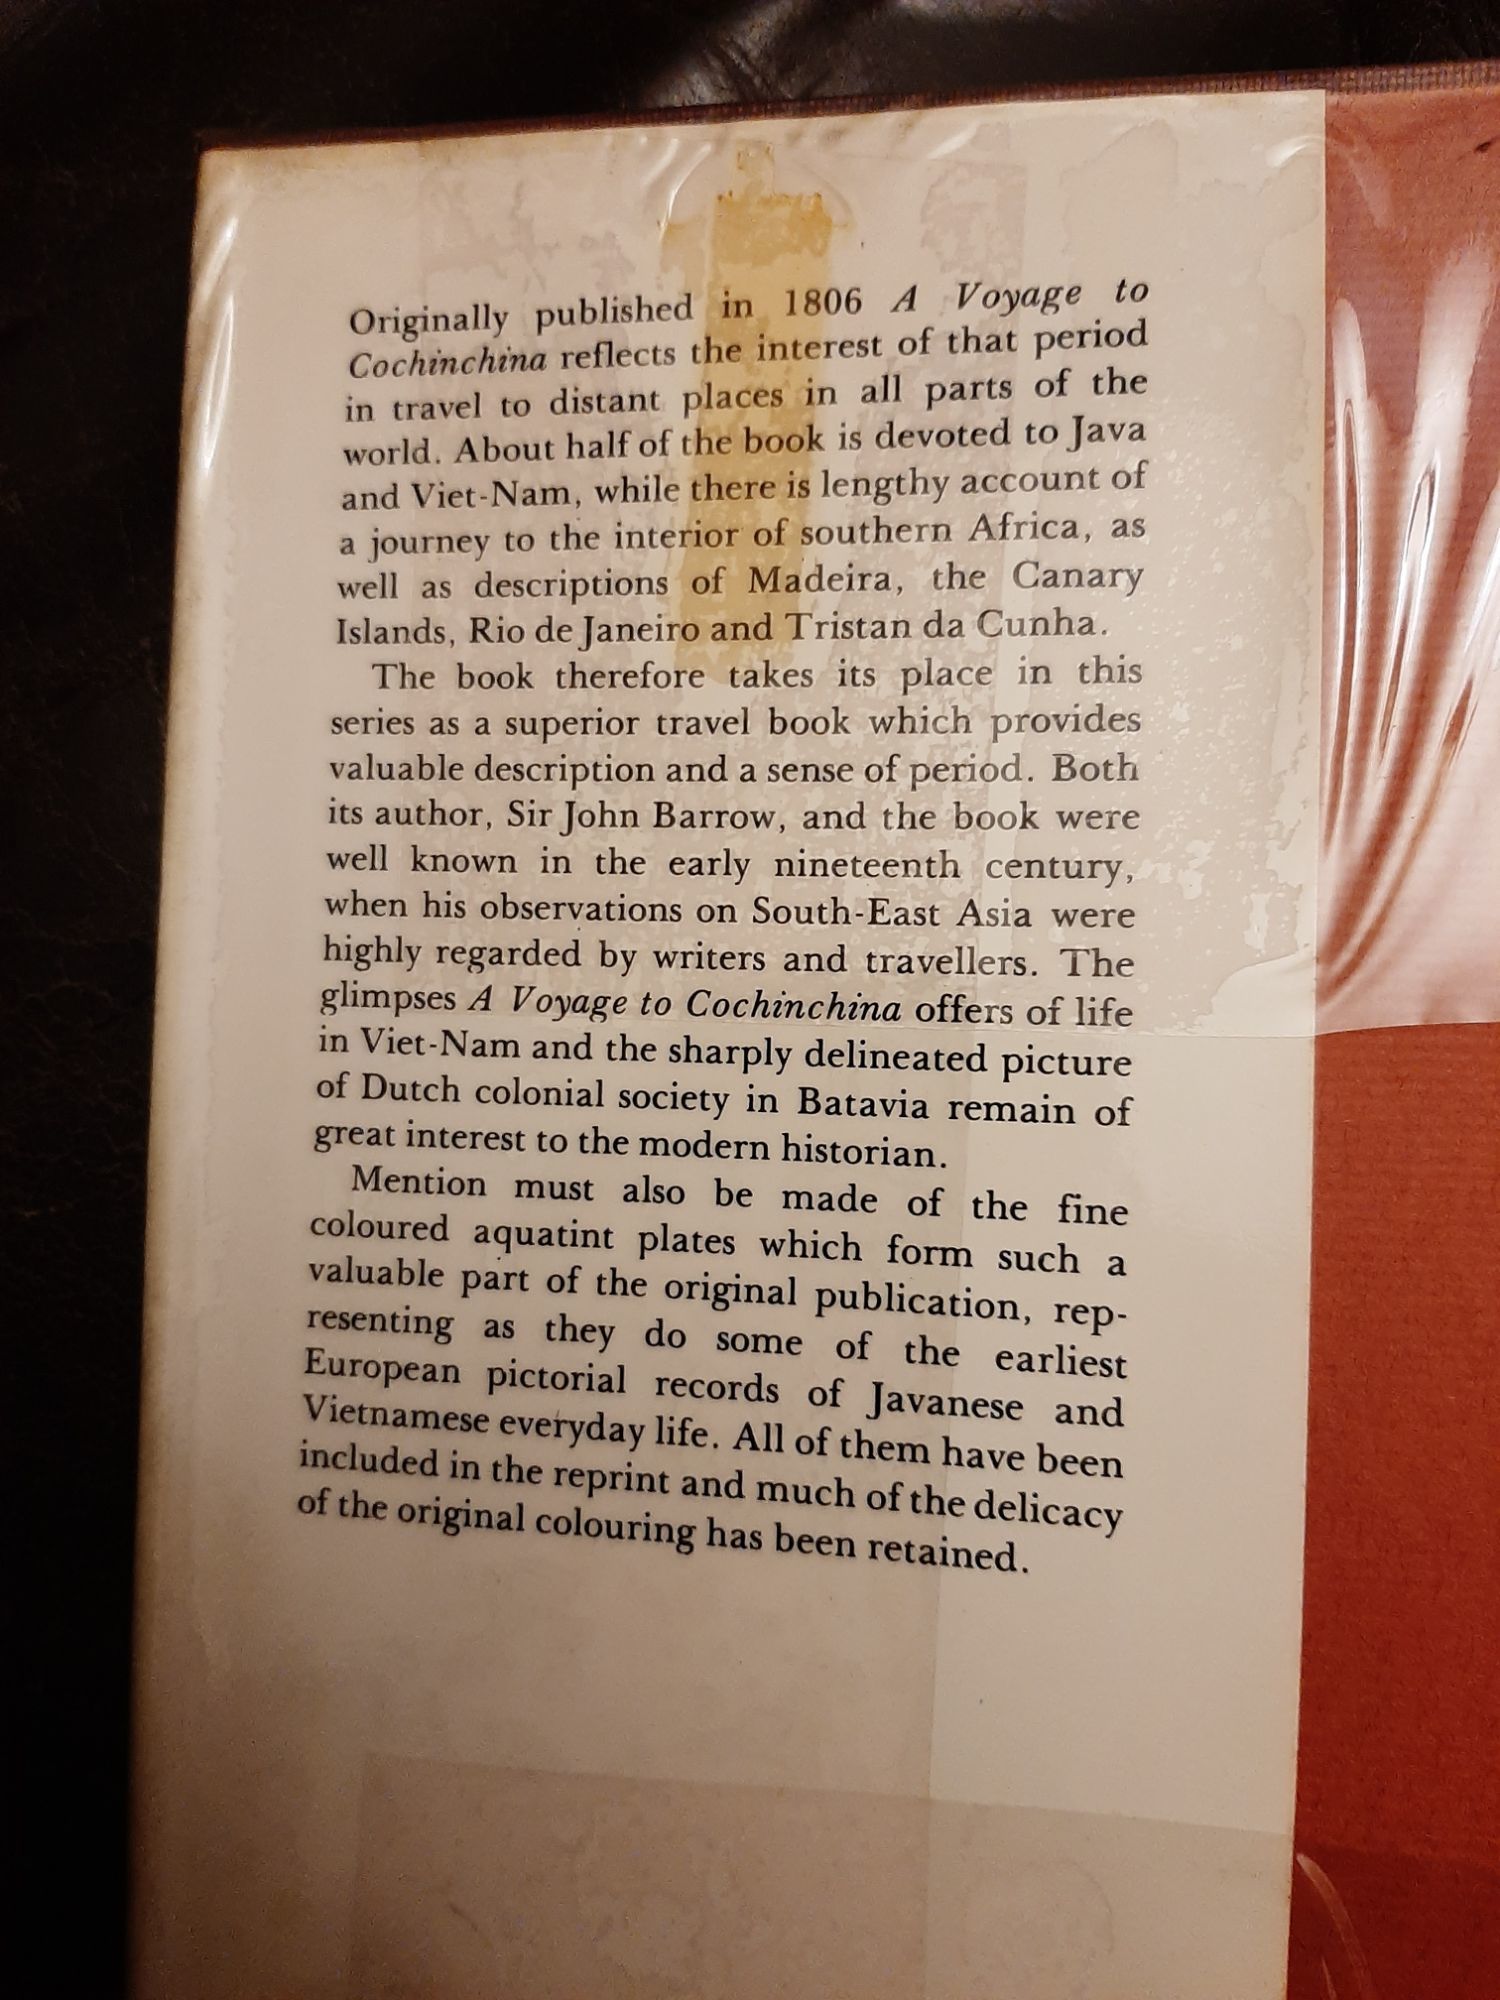 Originally published in 1806 A Voyage to
Cochinchina reflects the interest of that period
in travel to distant places in all parts of the
world. About half of the book is devoted to Java
and Viet-Nam, while there is lengthy account of
a journey to the interior of southern Africa, as
well as descriptions of Madeira, the Canary
Islands, Rio de Janeiro and Tristan da Cunha.
The book therefore takes its place in this
series as a superior travel book which provides
valuable description and a sense of period. Both
its author, Sir John Barrow, and the book were
well known in the early nineteenth century,
when his observations on South-East Asia were
highly regarded by writers and travellers. The
glimpses A Voyage to Cochinchina offers of life
in Viet-Nam and the sharply delineated picture
of Dutch colonial society in Batavia remain of
great interest to the modern historian.
Mention must also be made of the fine
coloured aquatint plates which form such a
valuable part of the original publication, rep-
resenting as they do some of the earliest
European pictorial records of Javanese and
Vietnamese everyday life. All of them have been
included in the reprint and much of the delicacy
of the original colouring has been retained.